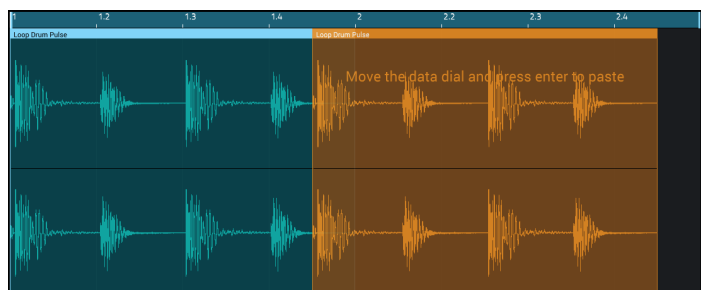 1 1.2 1.3 1.4 2 2.2 2.3 2.4
Loop Drum Pulse Loop Drum Pulse
Move the data dial and press enter to paste